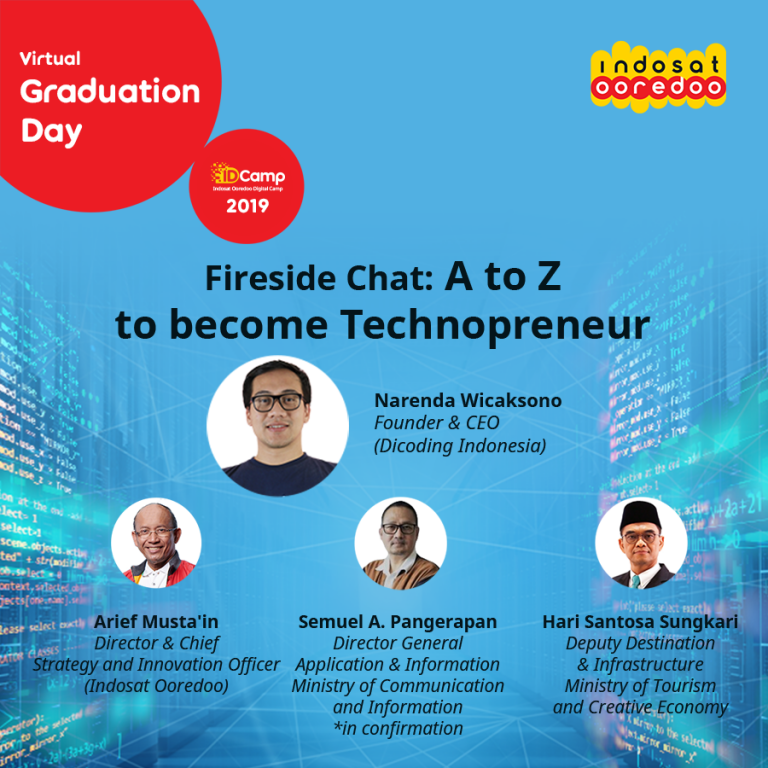 Virtual
Graduation
Day
indosat
ooredoo
IDCamp
Indosat Ooredoo Digital Camp
2019
Fireside Chat: A to Z
to become Technopreneur
Narenda Wicaksono
Founder & CEO
(Dicoding Indonesia)
Arief Musta'in
Director & Chief
Strategy and Innovation Officer
(Indosat Ooredoo)
Semuel A. Pangerapan
Director General
Application & Information
Ministry of Communication
and Information
*in confirmation
Hari Santosa Sungkari
Deputy Destination
& Infrastructure
Ministry of Tourism
and Creative Economy